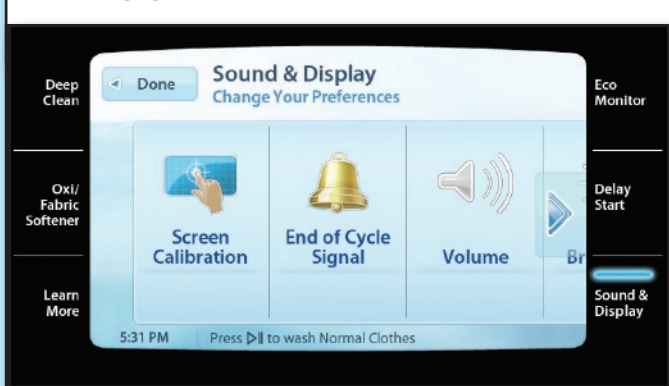 Deep
Clean
Oxi/
Fabric
Softener
Learn
More
Done
Sound & Display
Change Your Preferences
Screen
Calibration
End of Cycle
Signal
Volume
Br
5:31 PM
Press ▷|| to wash Normal Clothes
Eco
Monitor
Delay
Start
Sound &
Display